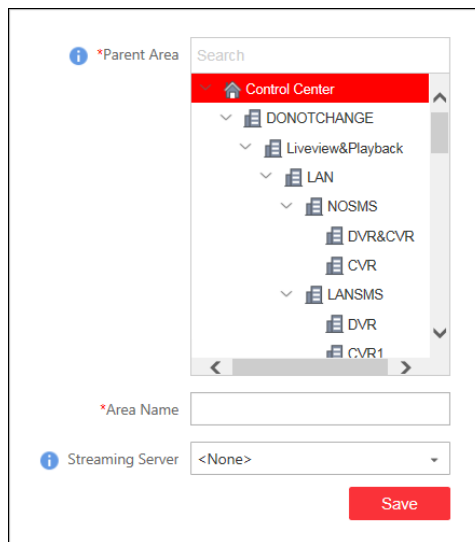 *Parent Area
Search
Control Center
DONOTCHANGE
Liveview&Playback
LAN
NOSMS
DVR&CVR
CVR
LANSMS
DVR
CVR1
*Area Name
Streaming Server
<None>
Save